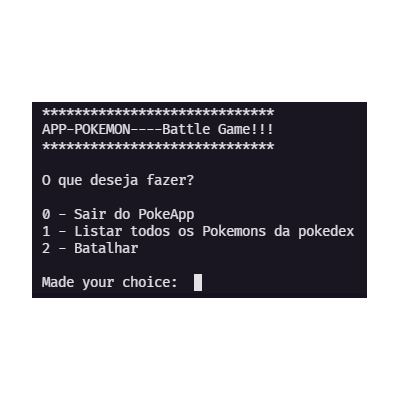 *****************************
APP-POKEMON----Battle Game!!!
*****************************
O que deseja fazer?
0 - Sair do PokeApp
1 - Listar todos os Pokemons da pokedex
2 - Batalhar
Made your choice: